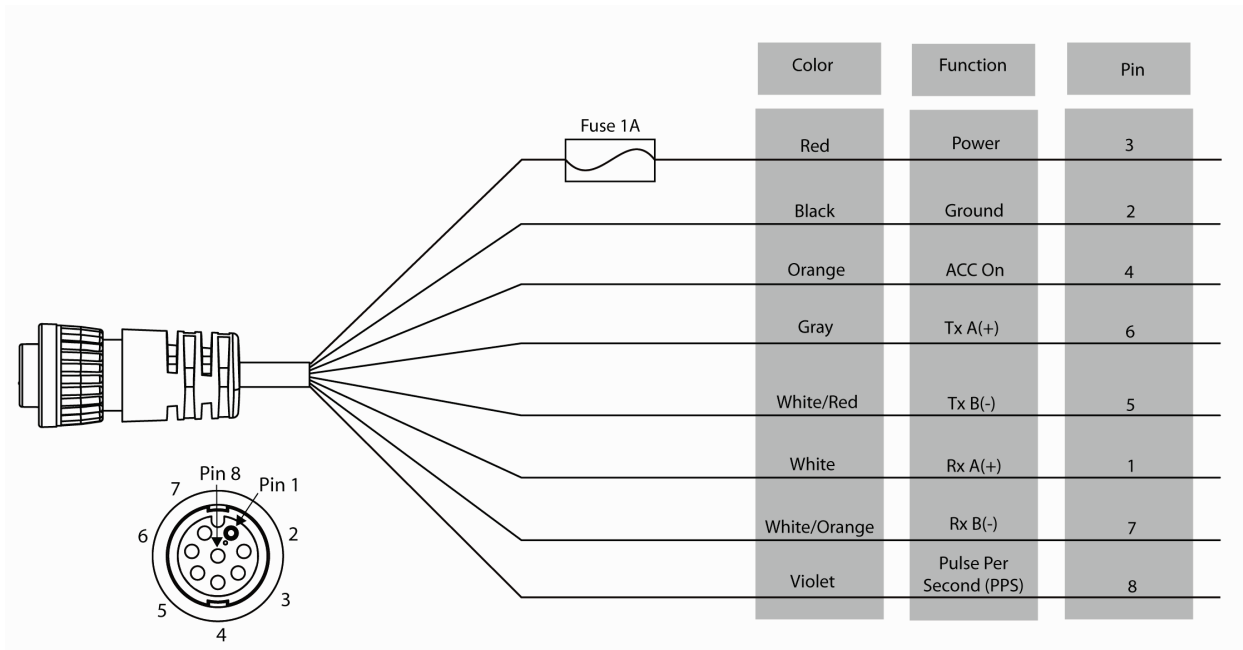 Color Function Pin
Fuse 1A
Red Power 3
Black Ground 2
Orange ACC On 4
Gray Tx A(+) 6
White/Red Tx B(-) 5
White Rx A(+) 1
White/Orange Rx B(-) 7
Violet Pulse Per Second (PPS) 8
Pin 8
Pin 1
7
6
2
5
3
4